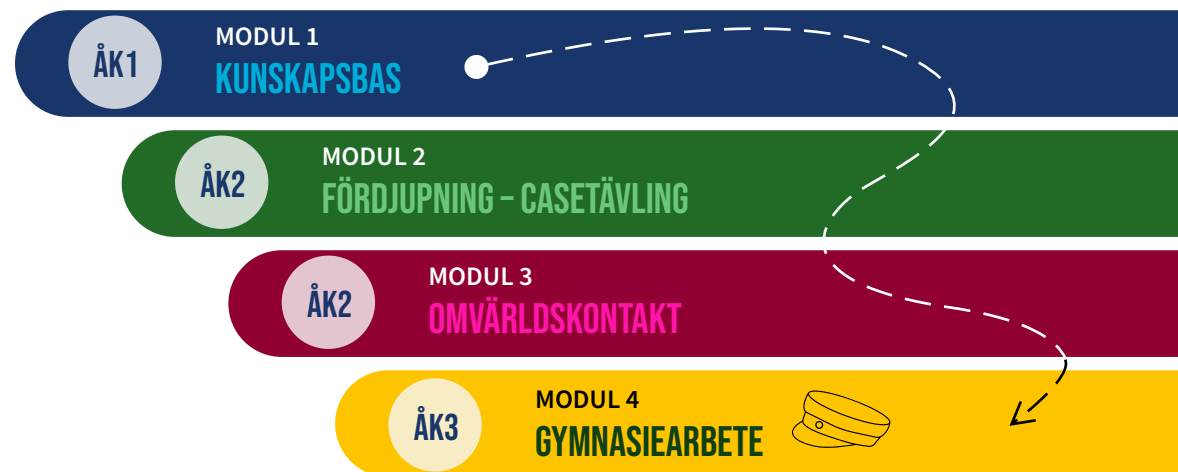 ÅK1
MODUL 1
KUNSKAPSBAS
ÅK2
MODUL 2
FÖRDJUPNING – CASETÄVLING
ÅK2
MODUL 3
OMVÄRLDSKONTAKT
ÅK3
MODUL 4
GYMNASIEARBETE